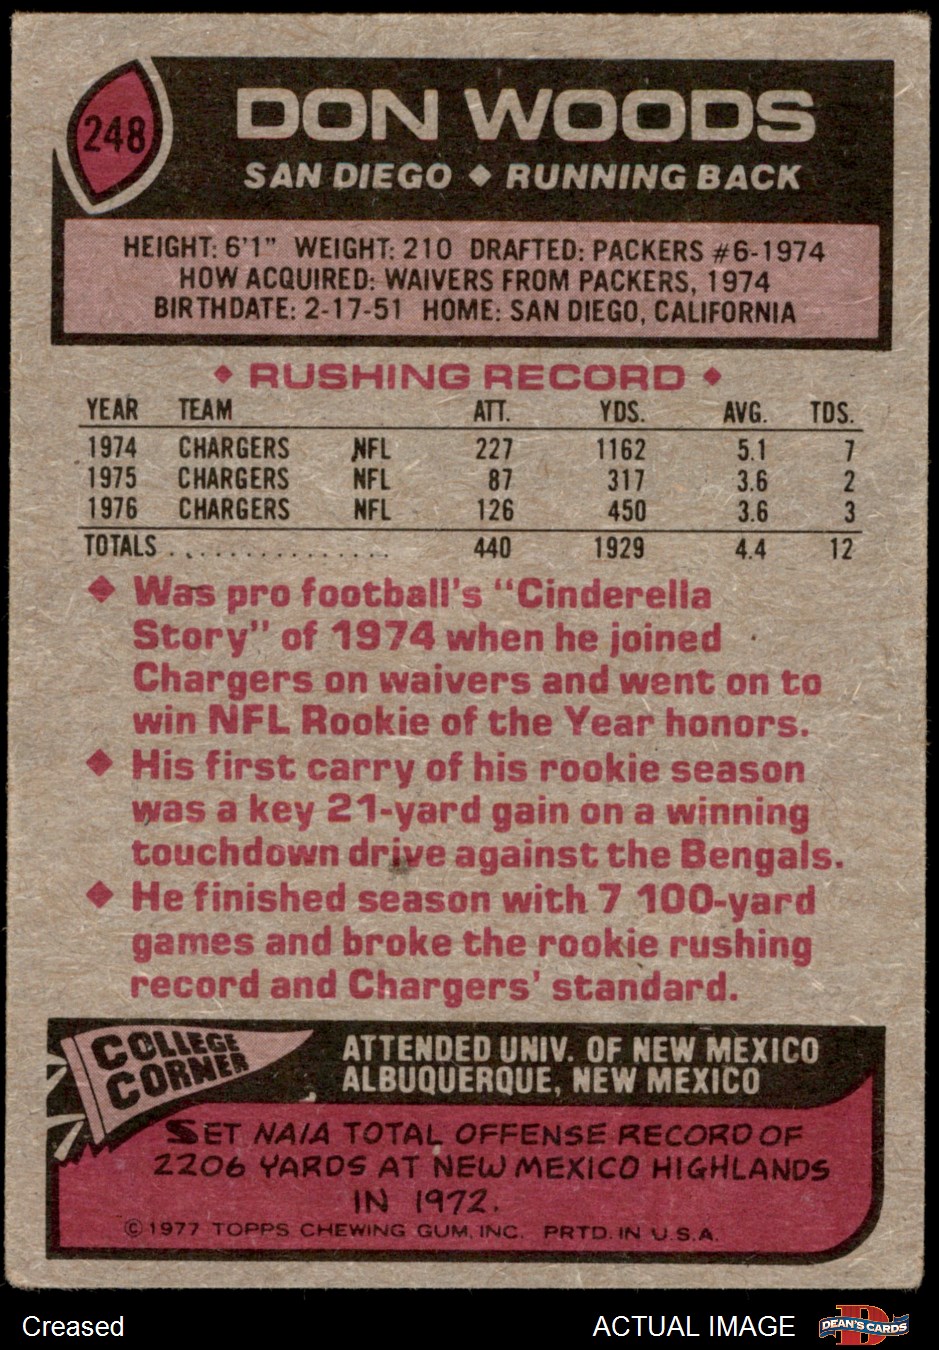 248
DON WOODS
SAN DIEGO ◆ RUNNING BACK
HEIGHT: 6'1" WEIGHT: 210 DRAFTED: PACKERS #6-1974
HOW ACQUIRED: WAIVERS FROM PACKERS, 1974
BIRTHDATE: 2-17-51 HOME: SAN DIEGO, CALIFORNIA
◆ RUSHING RECORD ◆
YEAR TEAM ATT. YDS. AVG. TDS.
1974 CHARGERS NFL 227 1162 5.1 7
1975 CHARGERS NFL 87 317 3.6 2
1976 CHARGERS NFL 126 450 3.6 3
TOTALS . . . . . . . . . . . . . . . 440 1929 4.4 12
◆ Was pro football's "Cinderella
Story" of 1974 when he joined
Chargers on waivers and went on to
win NFL Rookie of the Year honors.
◆ His first carry of his rookie season
was a key 21-yard gain on a winning
touchdown drive against the Bengals.
◆ He finished season with 7 100-yard
games and broke the rookie rushing
record and Chargers' standard.
COLLEGE
CORNER
ATTENDED UNIV. OF NEW MEXICO
ALBUQUERQUE, NEW MEXICO
SET NAIA TOTAL OFFENSE RECORD OF
2206 YARDS AT NEW MEXICO HIGHLANDS
IN 1972.
© 1977 TOPPS CHEWING GUM, INC. PRTD. IN U.S.A.
Creased
ACTUAL IMAGE
D
DEAN'S CARDS